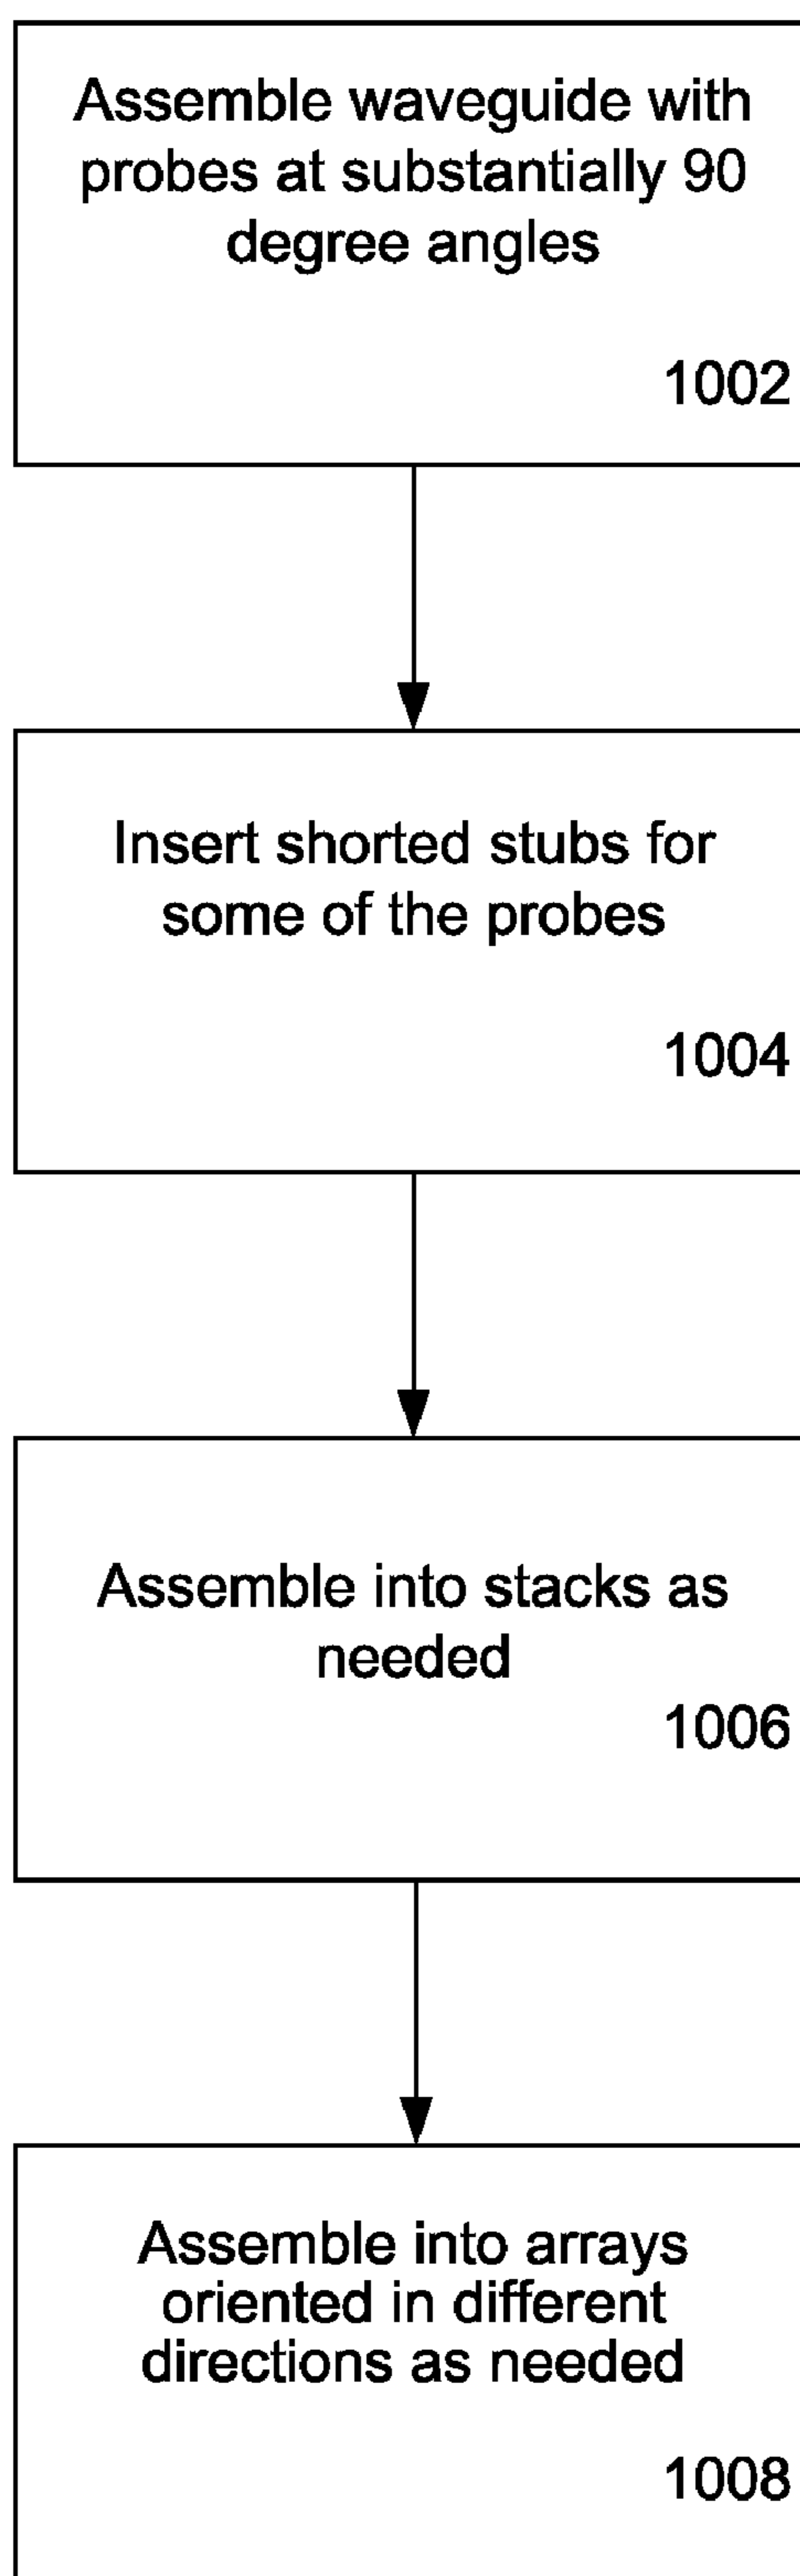 Assemble waveguide with
probes at substantially 90
degree angles
1002
Insert shorted stubs for
some of the probes
1004
Assemble into stacks as
needed
1006
Assemble into arrays
oriented in different
directions as needed
1008